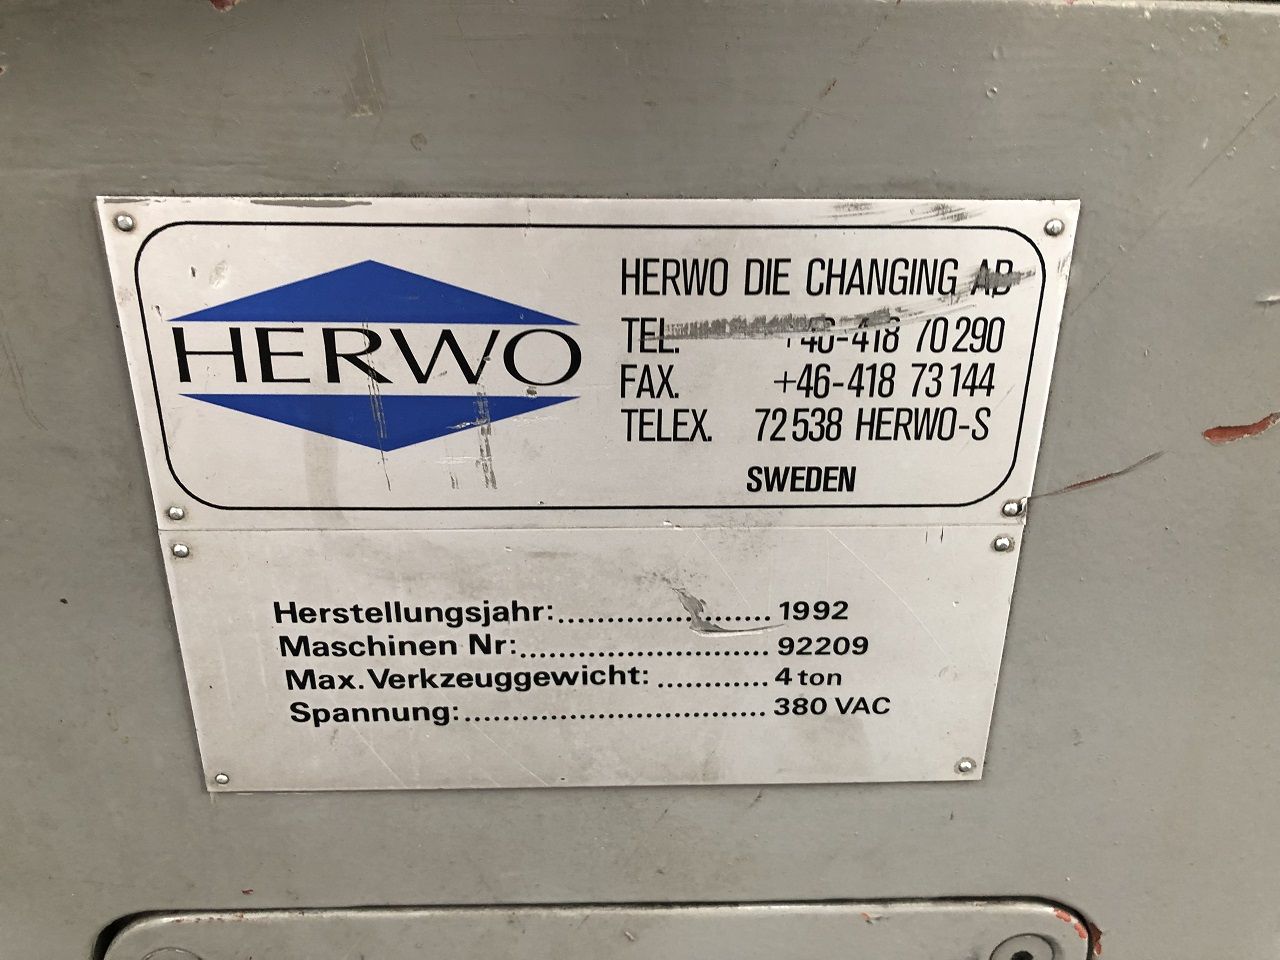 HERWO
HERWO DIE CHANGING AB
TEL. +46-418 70290
FAX. +46-418 73144
TELEX. 72538 HERWO-S
SWEDEN
Herstellungsjahr:..................... 1992
Maschinen Nr:......................... 92209
Max. Verkzeuggewicht: ............ 4 ton
Spannung:.............................. 380 VAC